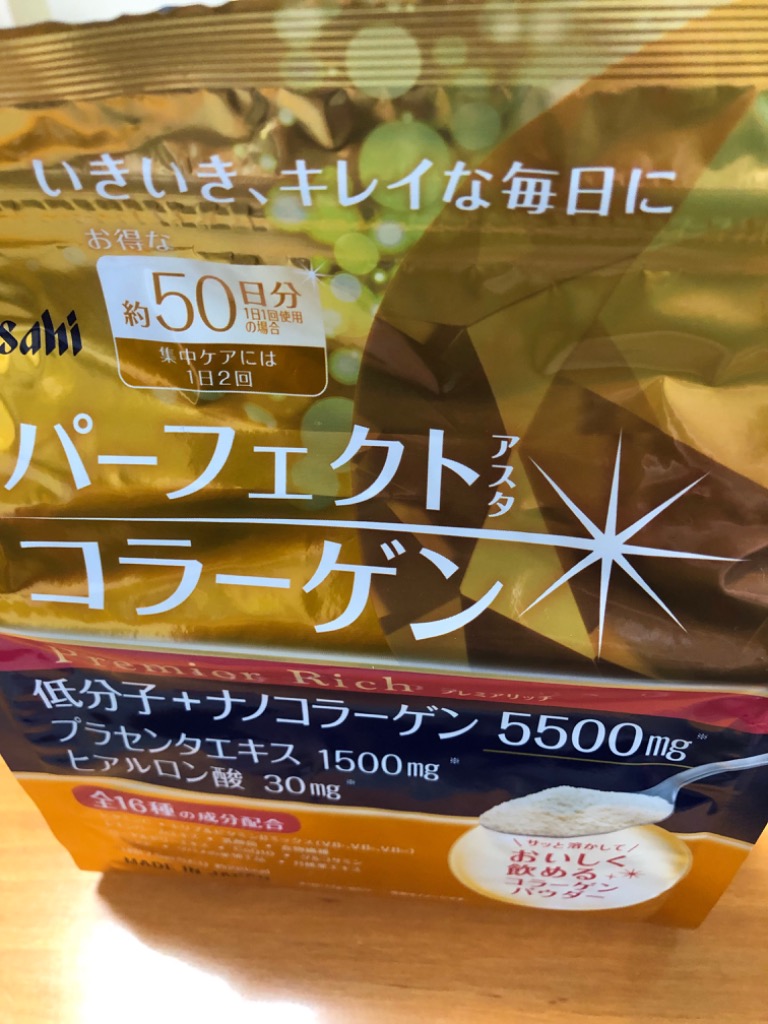 いきいき、キレイな毎日に
お得な
約50日分
1日1回使用
の場合
集中ケアには
1日2回
sahi
パーフェクト
アスタ
コラーゲン
Premior Rich
プレミアリッチ
低分子+ナノコラーゲン 5500mg※
プラセンタエキス 1500mg※
ヒアルロン酸 30mg※
全16種の成分配合
サッと溶かして
おいしく
飲める
コラーゲン
パウダー
MADE IN JAPAN